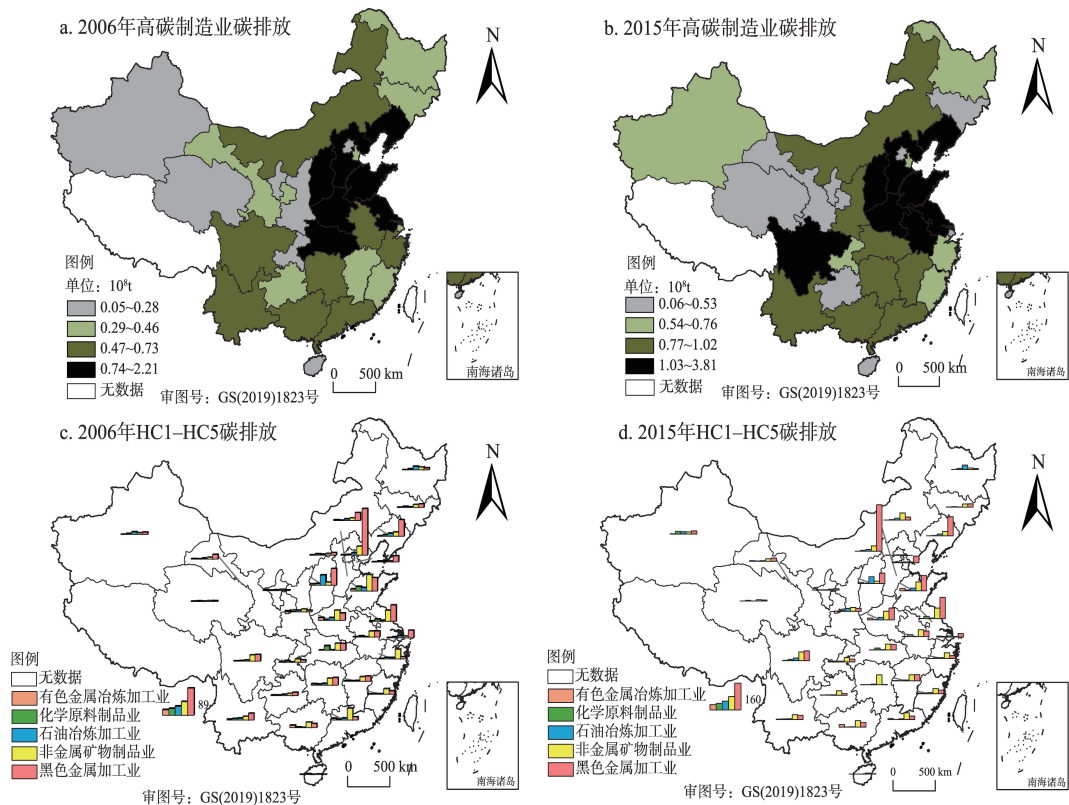 a. 2006年高碳制造业碳排放
N
图例
单位：10⁸t
0.05~0.28
0.29~0.46
0.47~0.73
0.74~2.21
无数据
0 500 km
南海诸岛
审图号：GS(2019)1823号
b. 2015年高碳制造业碳排放
N
图例
单位：10⁸t
0.06~0.53
0.54~0.76
0.77~1.02
1.03~3.81
无数据
0 500 km
南海诸岛
审图号：GS(2019)1823号
c. 2006年HC1–HC5碳排放
N
图例
无数据
有色金属冶炼加工业
化学原料制品业
石油冶炼加工业
非金属矿物制品业
黑色金属加工业
89
0 500 km
南海诸岛
审图号：GS(2019)1823号
d. 2015年HC1–HC5碳排放
N
图例
无数据
有色金属冶炼加工业
化学原料制品业
石油冶炼加工业
非金属矿物制品业
黑色金属加工业
160
0 500 km
南海诸岛
审图号：GS(2019)1823号